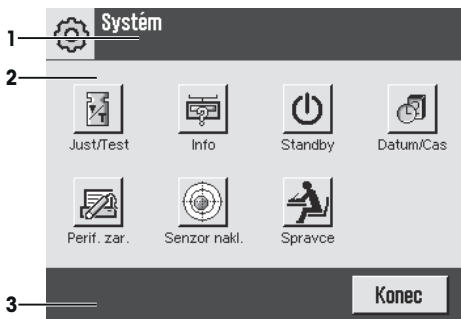 Systém
1
2
Just/Test Info Standby Datum/Cas
Perif. zar. Senzor nakl. Spravce
3
Konec